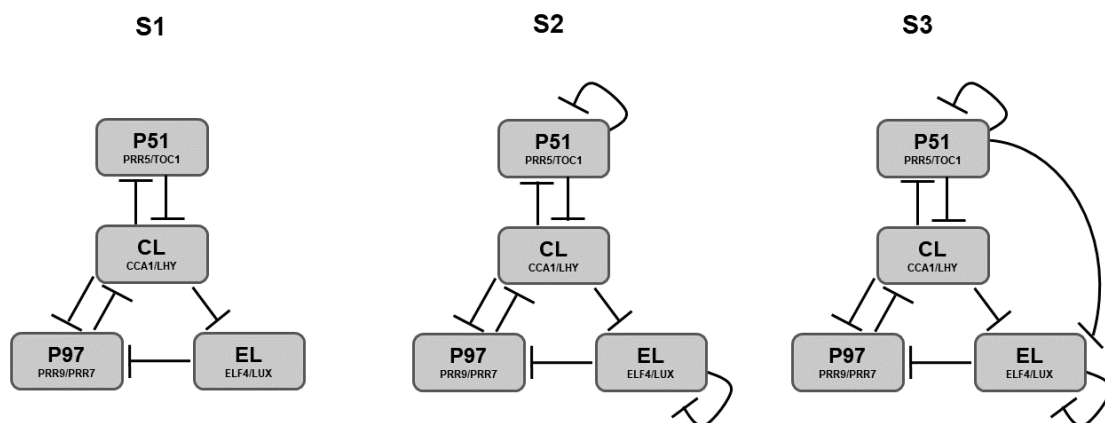 S1
P51
PRR5/TOC1
CL
CCA1/LHY
P97
PRR9/PRR7
EL
ELF4/LUX
S2
P51
PRR5/TOC1
CL
CCA1/LHY
P97
PRR9/PRR7
EL
ELF4/LUX
S3
P51
PRR5/TOC1
CL
CCA1/LHY
P97
PRR9/PRR7
EL
ELF4/LUX